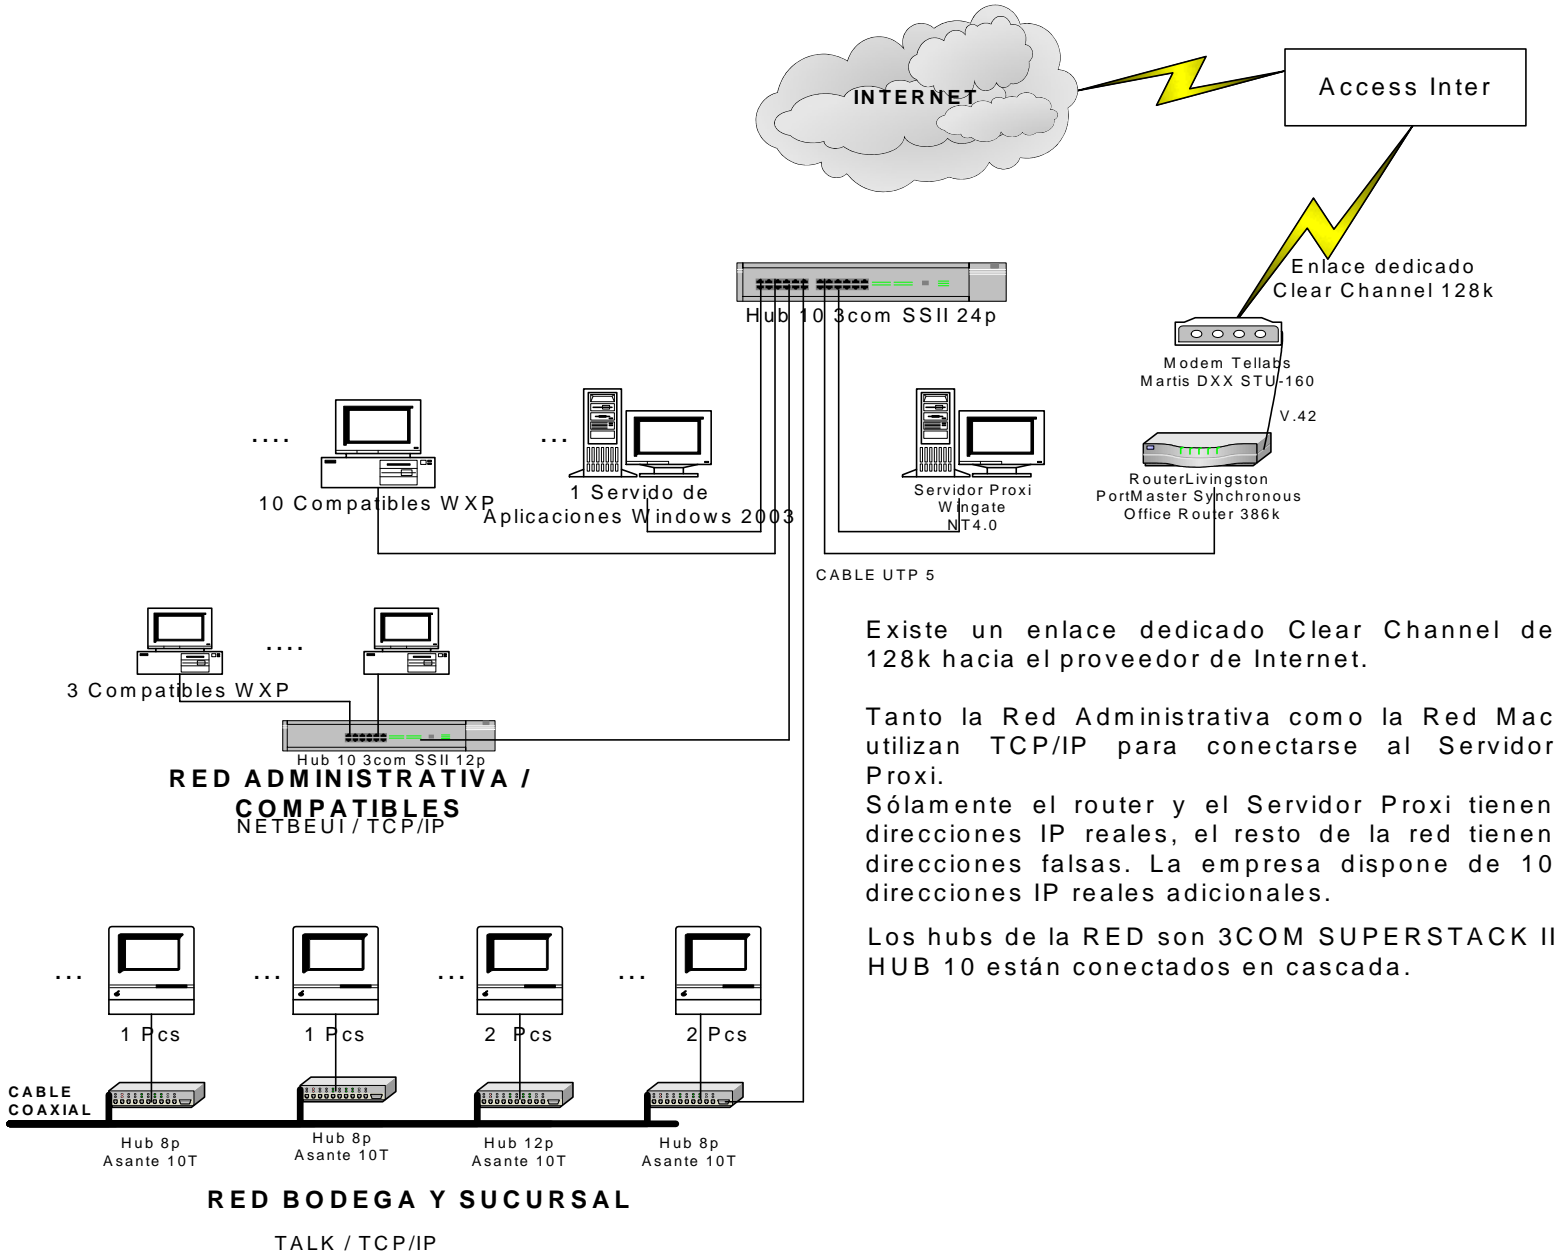 INTERNET
Access Inter
Enlace dedicado
Clear Channel 128k
Hub 10 3com SSII 24p
Modem Tellabs
Martis DXX STU-160
V.42
....
10 Compatibles WXP
...
1 Servido de
Aplicaciones Windows 2003
Servidor Proxi
Wingate
NT4.0
RouterLivingston
PortMaster Synchronous
Office Router 386k
CABLE UTP 5
3 Compatibles WXP
....
Hub 10 3com SSII 12p
RED ADMINISTRATIVA /
COMPATIBLES
NETBEUI / TCP/IP
Existe un enlace dedicado Clear Channel de
128k hacia el proveedor de Internet.
Tanto la Red Administrativa como la Red Mac
utilizan TCP/IP para conectarse al Servidor
Proxi.
Sólamente el router y el Servidor Proxi tienen
direcciones IP reales, el resto de la red tienen
direcciones falsas. La empresa dispone de 10
direcciones IP reales adicionales.
Los hubs de la RED son 3COM SUPERSTACK II
HUB 10 están conectados en cascada.
...
1 Pcs
...
1 Pcs
...
2 Pcs
...
2 Pcs
CABLE
COAXIAL
Hub 8p
Asante 10T
Hub 8p
Asante 10T
Hub 12p
Asante 10T
Hub 8p
Asante 10T
RED BODEGA Y SUCURSAL
TALK / TCP/IP